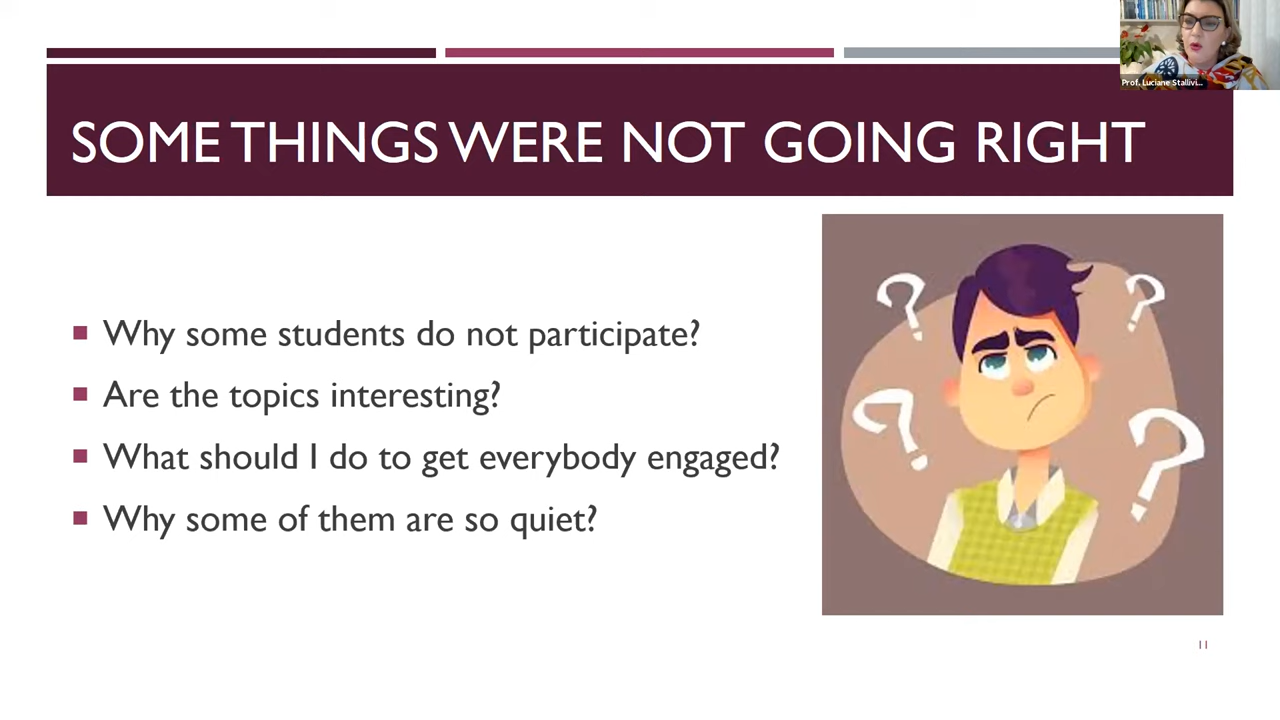 SOME THINGS WERE NOT GOING RIGHT
Prof. Luciane Stallivi...
Why some students do not participate?
Are the topics interesting?
What should I do to get everybody engaged?
Why some of them are so quiet?
? ? ? ?
11